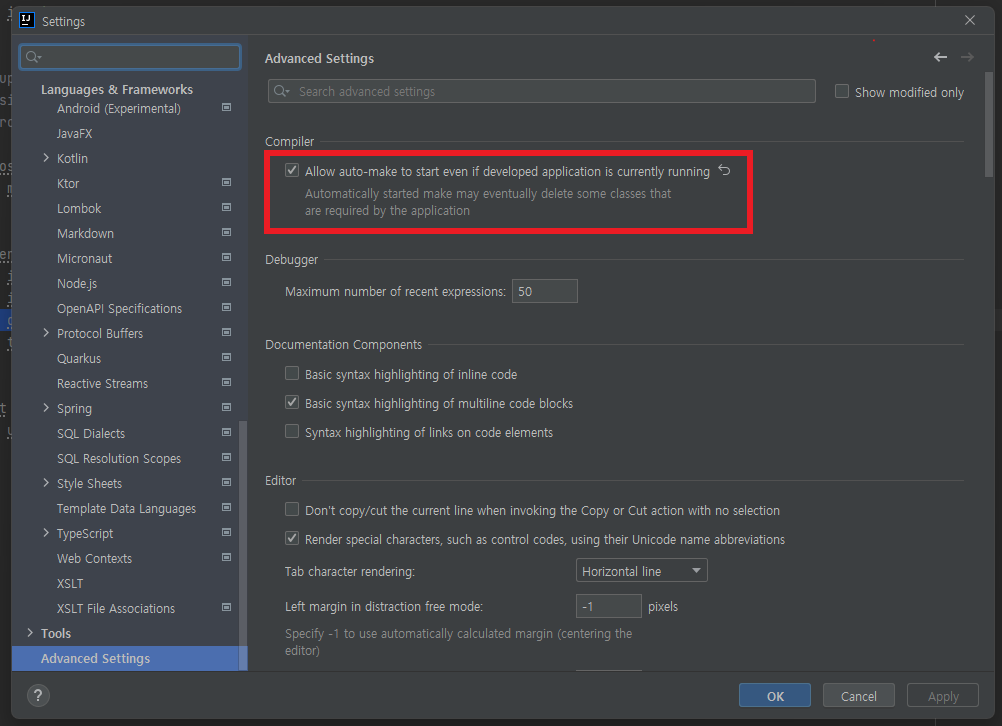 IJ
Settings
Languages & Frameworks
Android (Experimental)
JavaFX
Kotlin
Ktor
Lombok
Markdown
Micronaut
Node.js
OpenAPI Specifications
Protocol Buffers
Quarkus
Reactive Streams
Spring
SQL Dialects
SQL Resolution Scopes
Style Sheets
Template Data Languages
TypeScript
Web Contexts
XSLT
XSLT File Associations
Tools
Advanced Settings
Advanced Settings
Search advanced settings
Show modified only
Compiler
Allow auto-make to start even if developed application is currently running
Automatically started make may eventually delete some classes that
are required by the application
Debugger
Maximum number of recent expressions: 50
Documentation Components
Basic syntax highlighting of inline code
Basic syntax highlighting of multiline code blocks
Syntax highlighting of links on code elements
Editor
Don't copy/cut the current line when invoking the Copy or Cut action with no selection
Render special characters, such as control codes, using their Unicode name abbreviations
Tab character rendering: Horizontal line
Left margin in distraction free mode: -1 pixels
Specify -1 to use automatically calculated margin (centering the
editor)
?
OK
Cancel
Apply